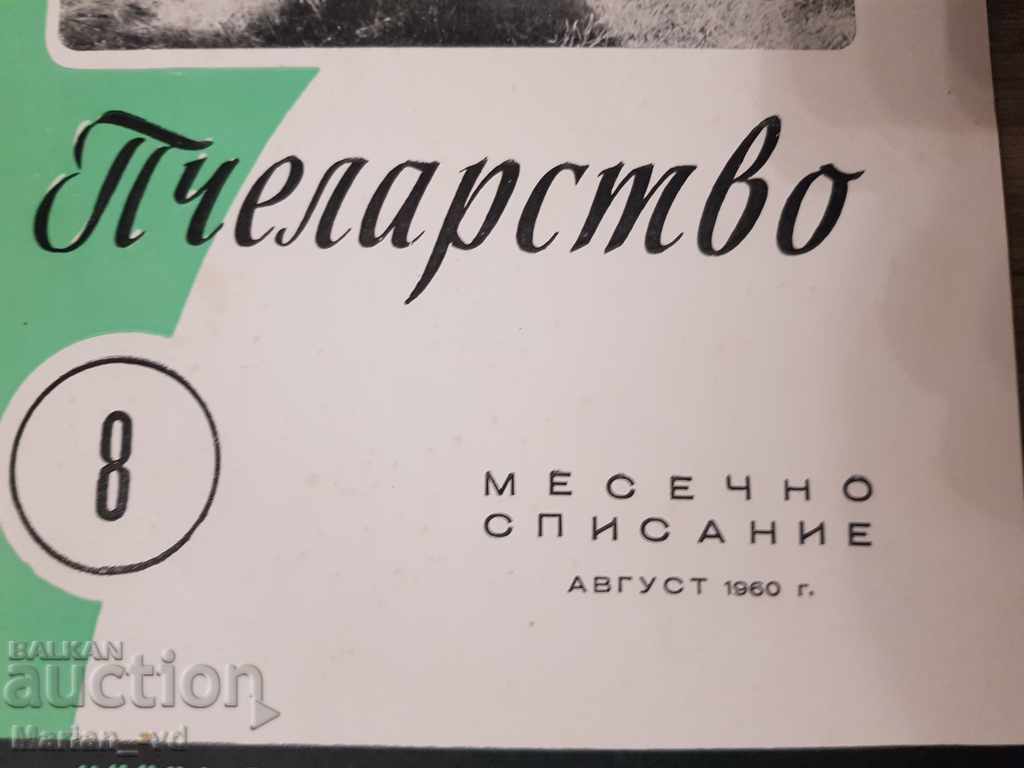 Пчеларство
8
МЕСЕЧНО
СПИСАНИЕ
АВГУСТ 1960 г.
BALKAN
auction